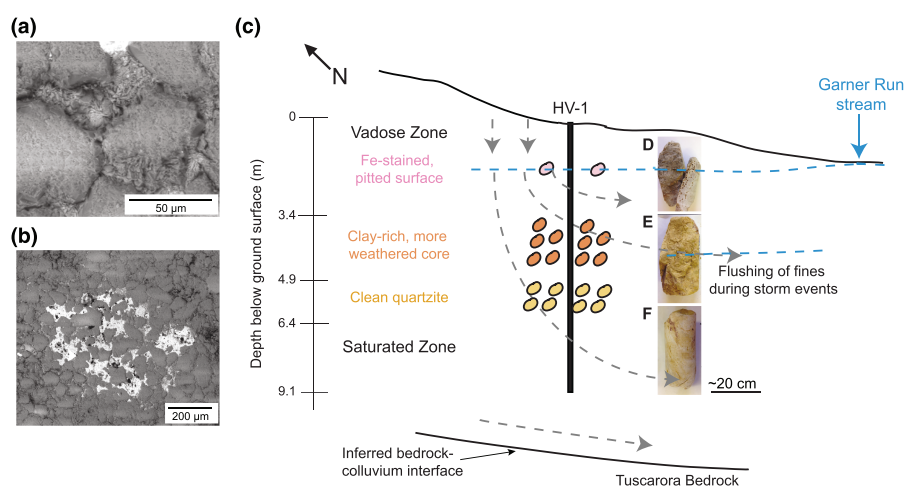 (a)
50 µm
(b)
200 µm
(c)
N
HV-1
Garner Run
stream
Depth below ground surface (m)
0
3.4
4.9
6.4
9.1
Vadose Zone
Fe-stained,
pitted surface
Clay-rich, more
weathered core
Clean quartzite
Saturated Zone
D
E
Flushing of fines
during storm events
F
~20 cm
Inferred bedrock-
colluvium interface
Tuscarora Bedrock